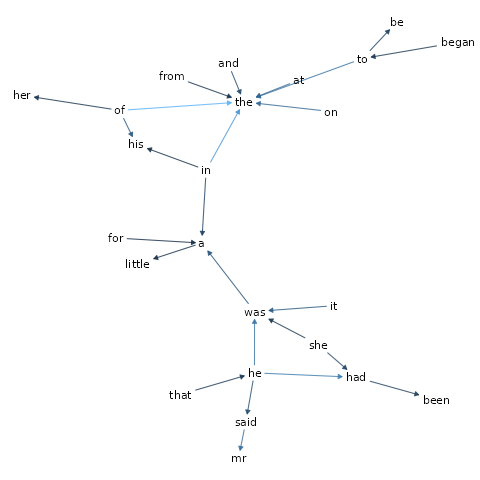 be
began
to
and
from
at
her
the
of
on
his
in
for
a
little
it
was
she
he
had
that
been
said
mr